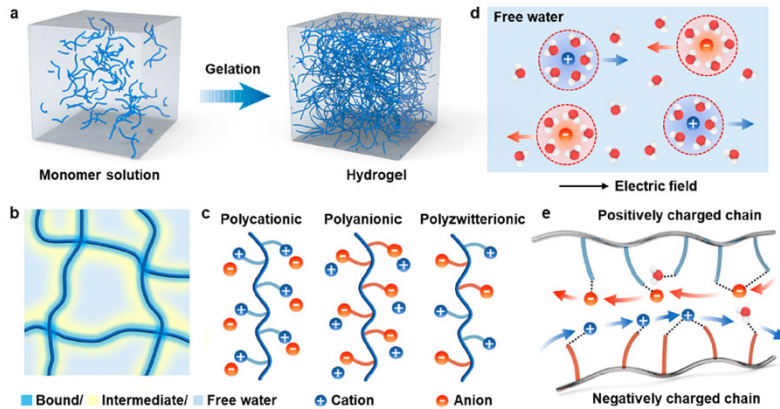 a
Gelation
Monomer solution
Hydrogel
d
Free water
+
-
-
+
Electric field
b
Bound/ Intermediate/ Free water
c
Polycationic Polyanionic Polyzwitterionic
+ Cation - Anion
e
Positively charged chain
Negatively charged chain